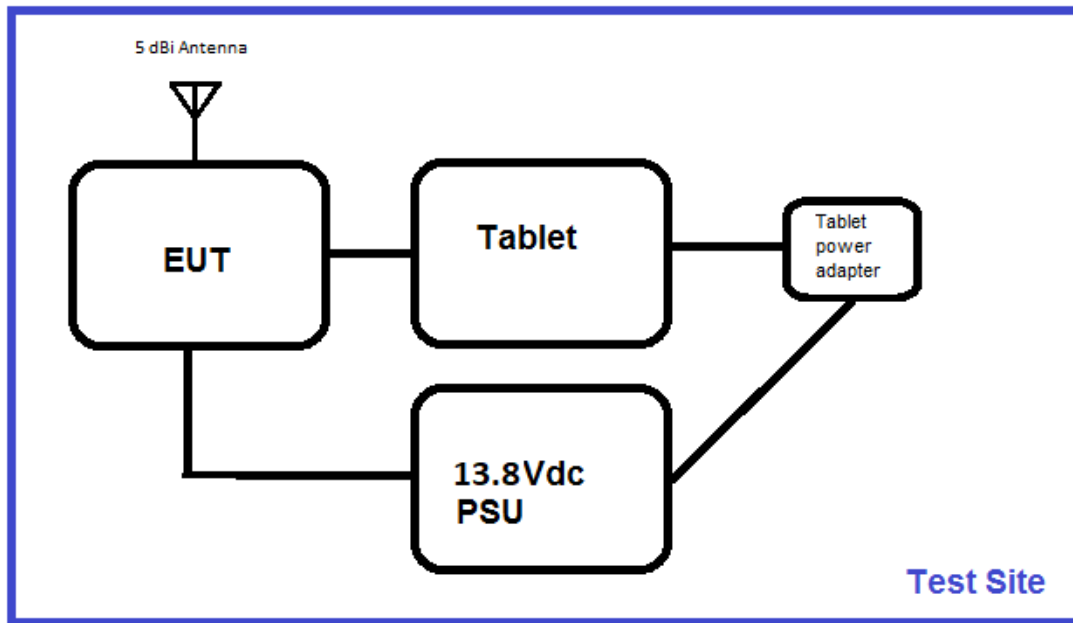 5 dBi Antenna
EUT
Tablet
Tablet
power
adapter
13.8Vdc
PSU
Test Site